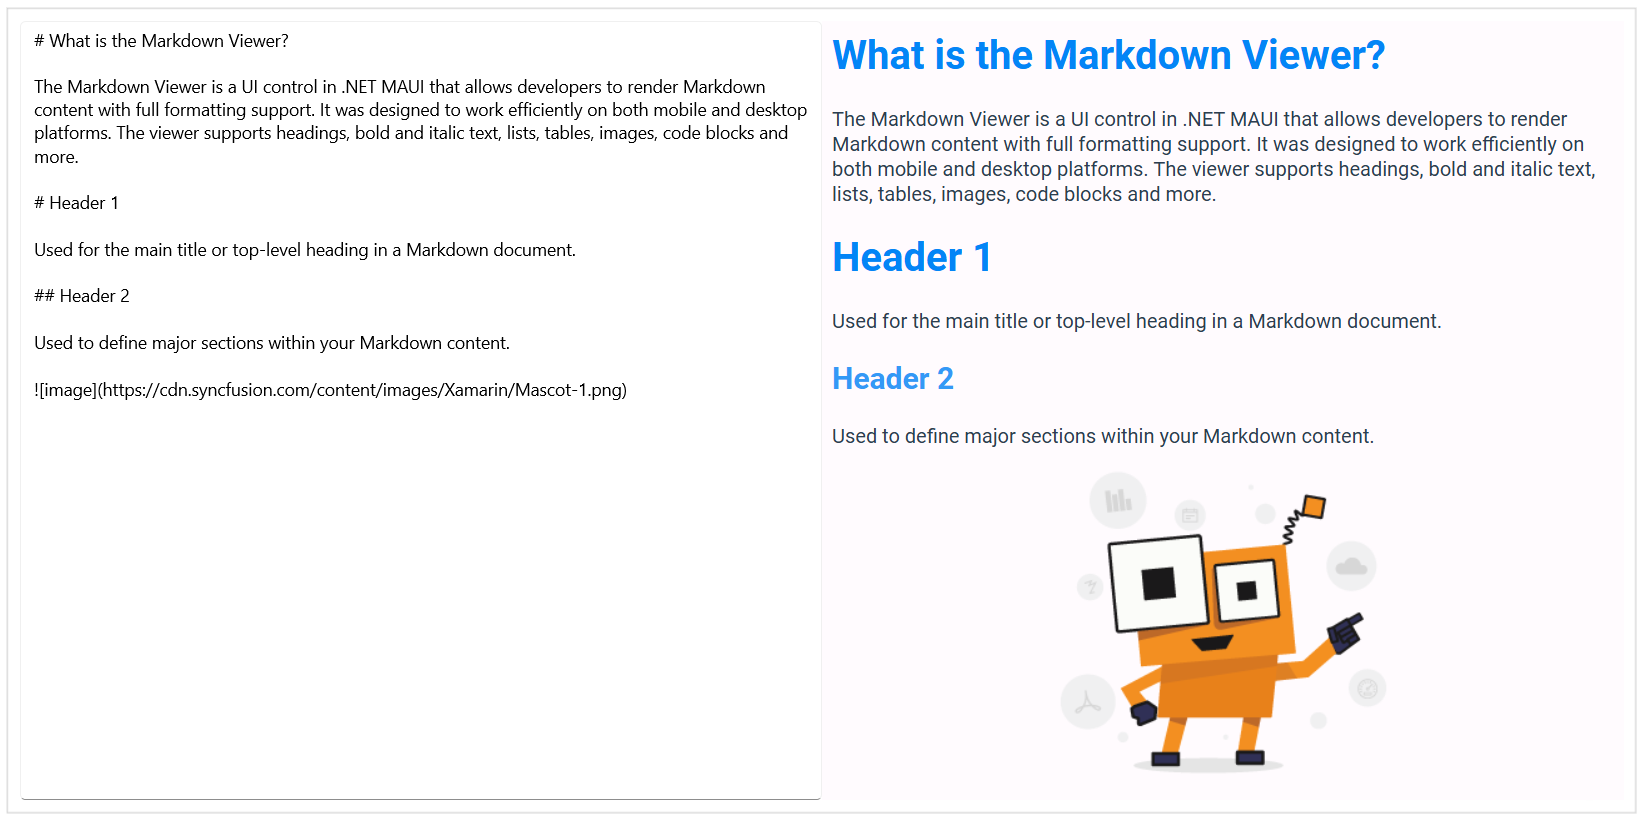 # What is the Markdown Viewer?
The Markdown Viewer is a UI control in .NET MAUI that allows developers to render Markdown
content with full formatting support. It was designed to work efficiently on both mobile and desktop
platforms. The viewer supports headings, bold and italic text, lists, tables, images, code blocks and
more.
# Header 1
Used for the main title or top-level heading in a Markdown document.
## Header 2
Used to define major sections within your Markdown content.
![image](https://cdn.syncfusion.com/content/images/Xamarin/Mascot-1.png)
What is the Markdown Viewer?
The Markdown Viewer is a UI control in .NET MAUI that allows developers to render
Markdown content with full formatting support. It was designed to work efficiently on
both mobile and desktop platforms. The viewer supports headings, bold and italic text,
lists, tables, images, code blocks and more.
Header 1
Used for the main title or top-level heading in a Markdown document.
Header 2
Used to define major sections within your Markdown content.